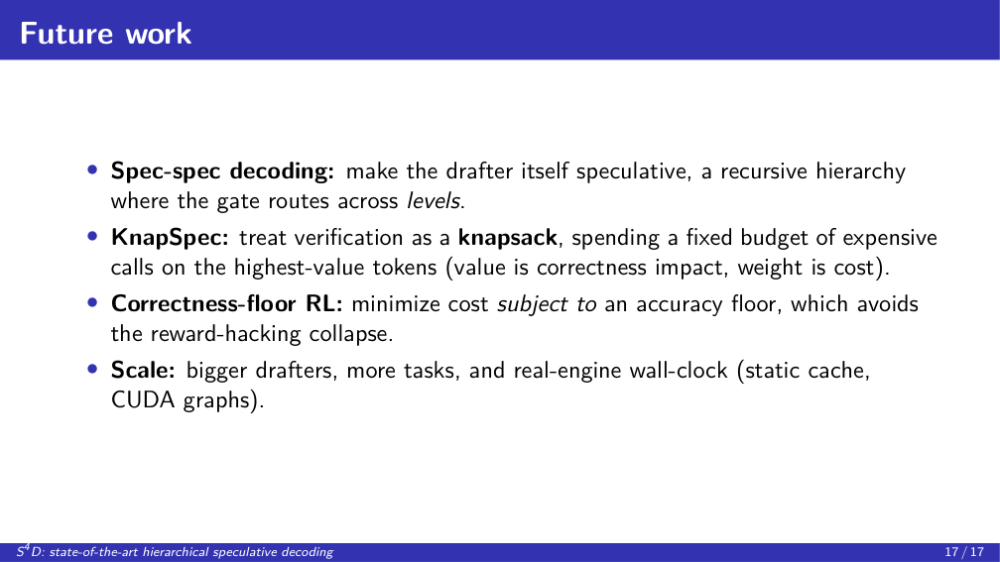 Future work
• Spec-spec decoding: make the drafter itself speculative, a recursive hierarchy
where the gate routes across levels.
• KnapSpec: treat verification as a knapsack, spending a fixed budget of expensive
calls on the highest-value tokens (value is correctness impact, weight is cost).
• Correctness-floor RL: minimize cost subject to an accuracy floor, which avoids
the reward-hacking collapse.
• Scale: bigger drafters, more tasks, and real-engine wall-clock (static cache,
CUDA graphs).
S⁴D: state-of-the-art hierarchical speculative decoding
17 / 17